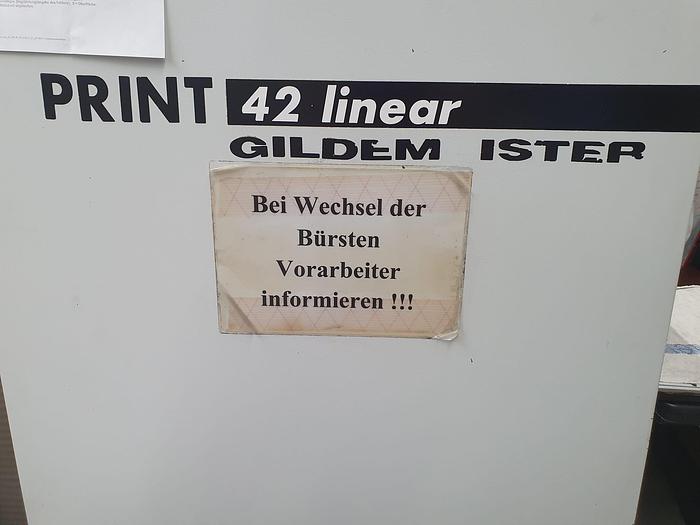 PRINT 42 linear
GILDEM ISTER
Bei Wechsel der
Bürsten
Vorarbeiter
informieren !!!